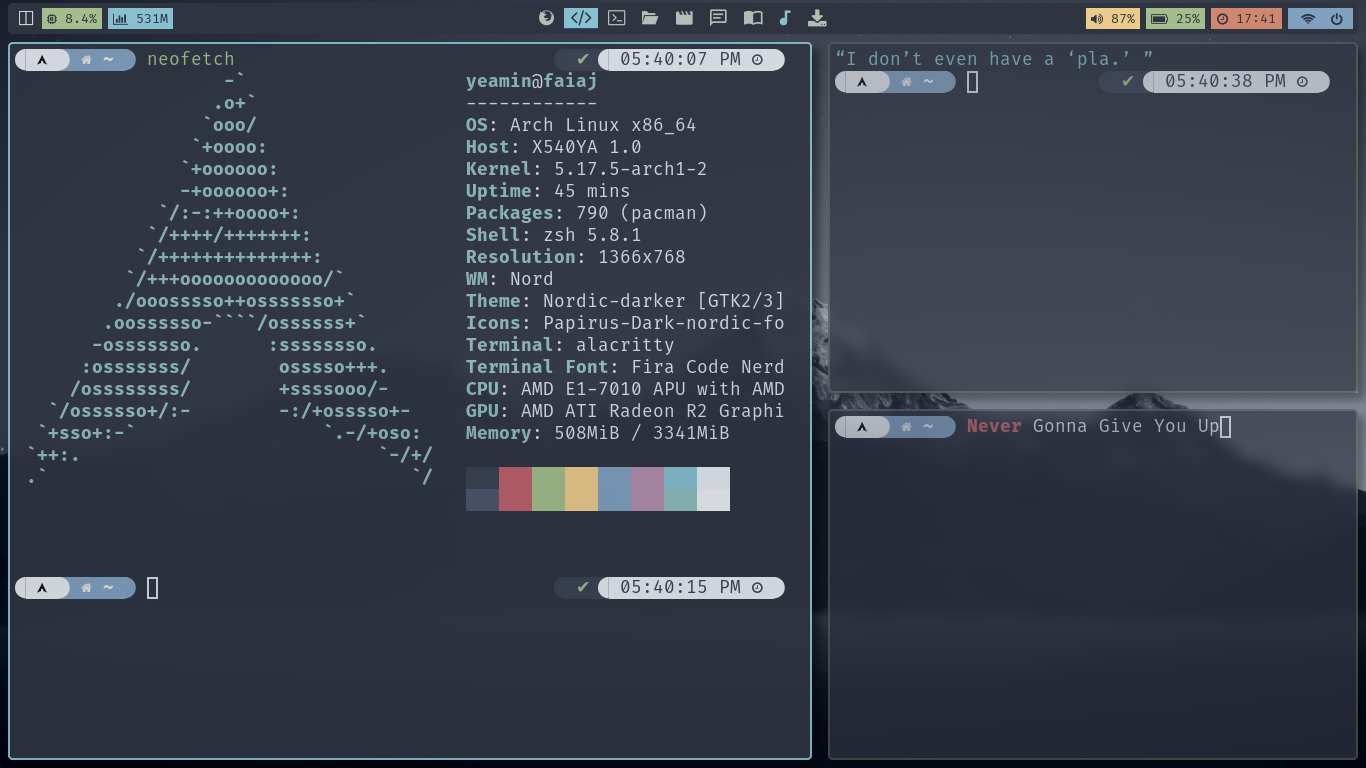 8.4% 531M 87% 25% 17:41
~ neofetch ✔ 05:40:07 PM
-`
.o+`
`ooo/
`+oooo:
`+oooooo:
-+oooooo+:
`/:-:++oooo+:
`/++++/+++++++:
`/++++++++++++++:
`/+++ooooooooooooo/`
./ooosssso++osssssso+`
.oossssso-````/ossssss+`
-osssssso. :ssssssso.
:osssssss/ osssso+++.
/ossssssss/ +ssssooo/-
`/ossssso+/:- -:/+osssso+-
`+sso+:-` `.-/+oso:
`++:. `-/+/
.` `/
yeamin@faiaj
------------
OS: Arch Linux x86_64
Host: X540YA 1.0
Kernel: 5.17.5-arch1-2
Uptime: 45 mins
Packages: 790 (pacman)
Shell: zsh 5.8.1
Resolution: 1366x768
WM: Nord
Theme: Nordic-darker [GTK2/3]
Icons: Papirus-Dark-nordic-fo
Terminal: alacritty
Terminal Font: Fira Code Nerd
CPU: AMD E1-7010 APU with AMD
GPU: AMD ATI Radeon R2 Graphi
Memory: 508MiB / 3341MiB
~ ✔ 05:40:15 PM
“I don’t even have a ‘pla.’ ”
~ ✔ 05:40:38 PM
~ Never Gonna Give You Up